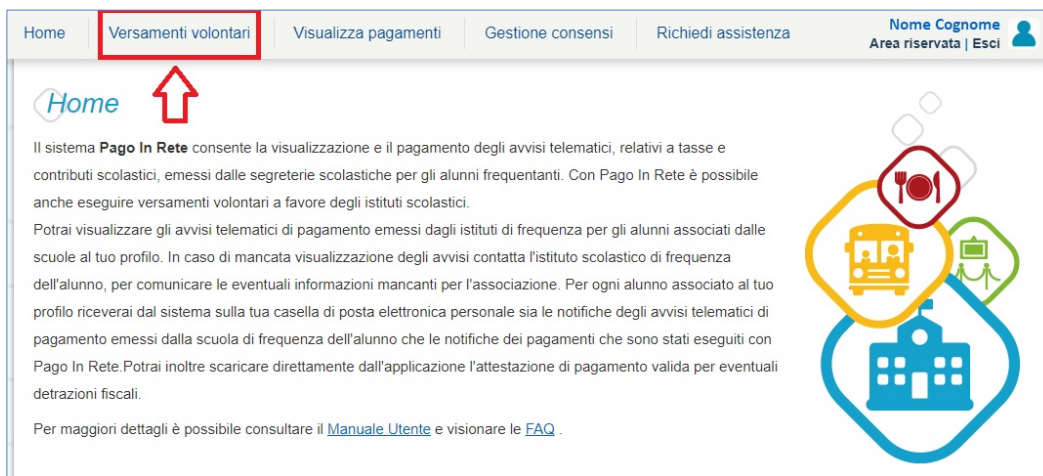 Home Versamenti volontari Visualizza pagamenti Gestione consensi Richiedi assistenza Nome Cognome
Area riservata | Esci
Home
Il sistema Pago In Rete consente la visualizzazione e il pagamento degli avvisi telematici, relativi a tasse e
contributi scolastici, emessi dalle segreterie scolastiche per gli alunni frequentanti. Con Pago In Rete è possibile
anche eseguire versamenti volontari a favore degli istituti scolastici.
Potrai visualizzare gli avvisi telematici di pagamento emessi dagli istituti di frequenza per gli alunni associati dalle
scuole al tuo profilo. In caso di mancata visualizzazione degli avvisi contatta l'istituto scolastico di frequenza
dell'alunno, per comunicare le eventuali informazioni mancanti per l'associazione. Per ogni alunno associato al tuo
profilo riceverai dal sistema sulla tua casella di posta elettronica personale sia le notifiche degli avvisi telematici di
pagamento emessi dalla scuola di frequenza dell'alunno che le notifiche dei pagamenti che sono stati eseguiti con
Pago In Rete.Potrai inoltre scaricare direttamente dall'applicazione l'attestazione di pagamento valida per eventuali
detrazioni fiscali.
Per maggiori dettagli è possibile consultare il Manuale Utente e visionare le FAQ .